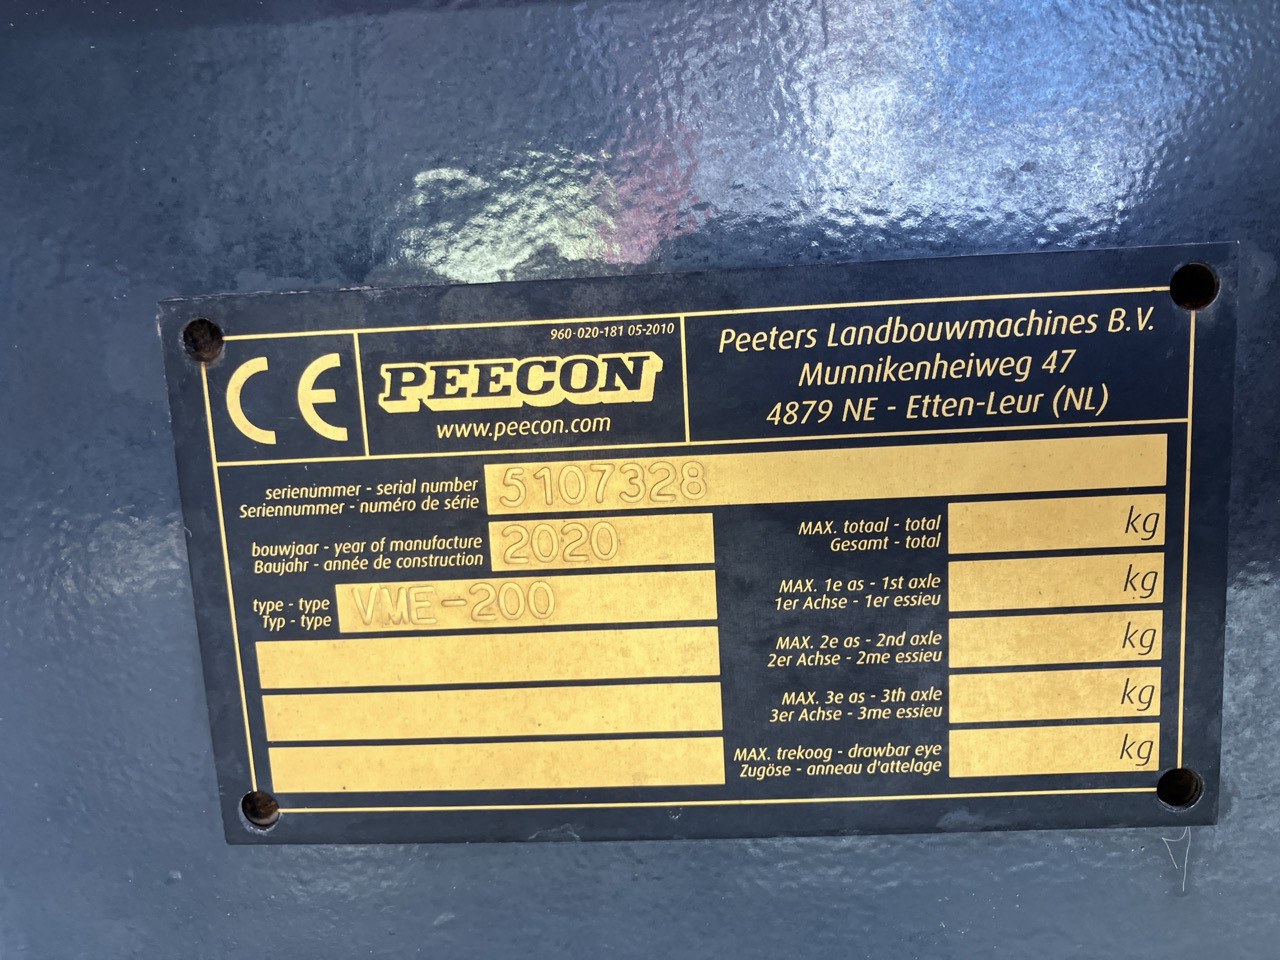 960-020-181 05-2010
CE
PEECON
www.peecon.com
Peeters Landbouwmachines B.V.
Munnikenheiweg 47
4879 NE - Etten-Leur (NL)
serienummer - serial number
Seriennummer - numéro de série
5107328
bouwjaar - year of manufacture
Baujahr - année de construction
2020
type - type
Typ - type
VME-200
MAX. totaal - total
Gesamt - total
kg
MAX. 1e as - 1st axle
1er Achse - 1er essieu
kg
MAX. 2e as - 2nd axle
2er Achse - 2me essieu
kg
MAX. 3e as - 3th axle
3er Achse - 3me essieu
kg
MAX. trekoog - drawbar eye
Zugöse - anneau d'attelage
kg